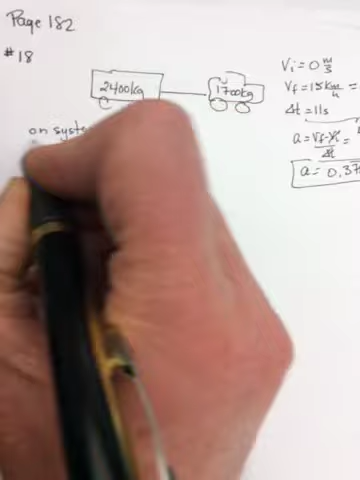 Page 182
#18
2400kg
1700kg
Vi = 0 m/s
Vf = 15 km/h =
Δt = 11s
a = Vf-Vi =
Δt
a = 0.37
on syste